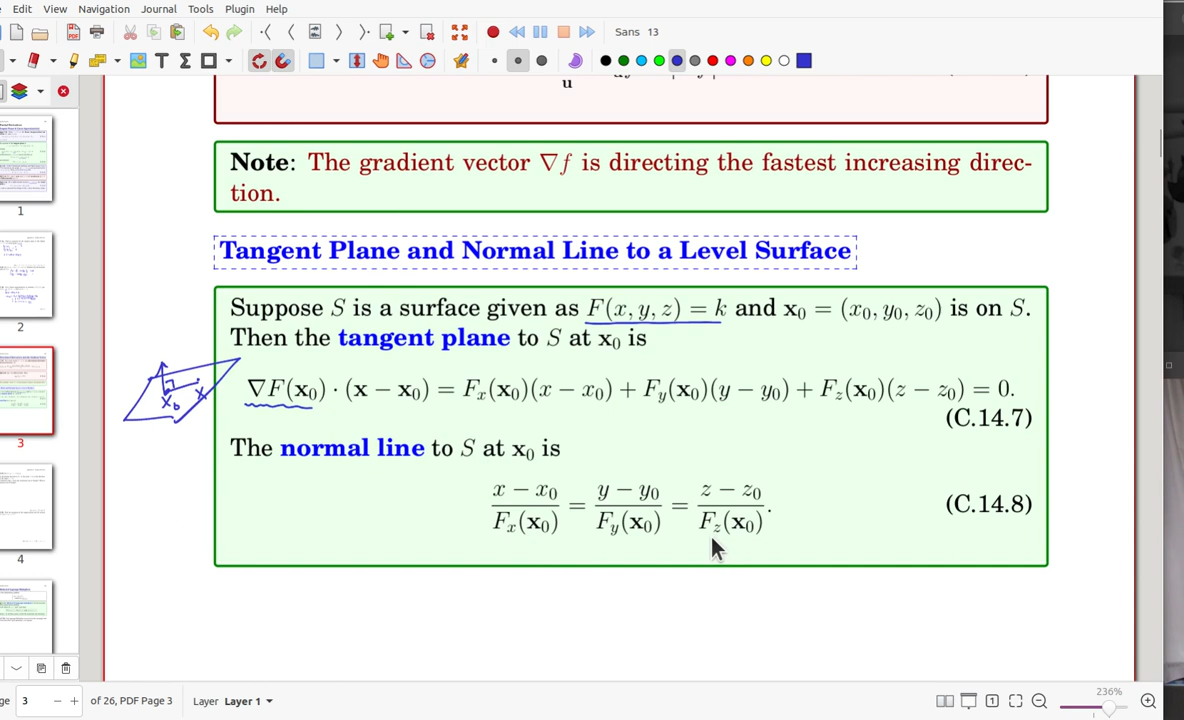 Edit View Navigation Journal Tools Plugin Help
Sans 13
u
Note: The gradient vector ∇f is directing the fastest increasing direc-
tion.
Tangent Plane and Normal Line to a Level Surface
Suppose S is a surface given as F(x, y, z) = k and x₀ = (x₀, y₀, z₀) is on S.
Then the tangent plane to S at x₀ is
∇F(x₀) · (x − x₀) = Fₓ(x₀)(x − x₀) + F_y(x₀)(y − y₀) + F_z(x₀)(z − z₀) = 0.
(C.14.7)
x₀ x
The normal line to S at x₀ is
(x − x₀)/Fₓ(x₀) = (y − y₀)/F_y(x₀) = (z − z₀)/F_z(x₀). (C.14.8)
1
2
3
4
ge 3 − + of 26, PDF Page 3 Layer Layer 1
236%